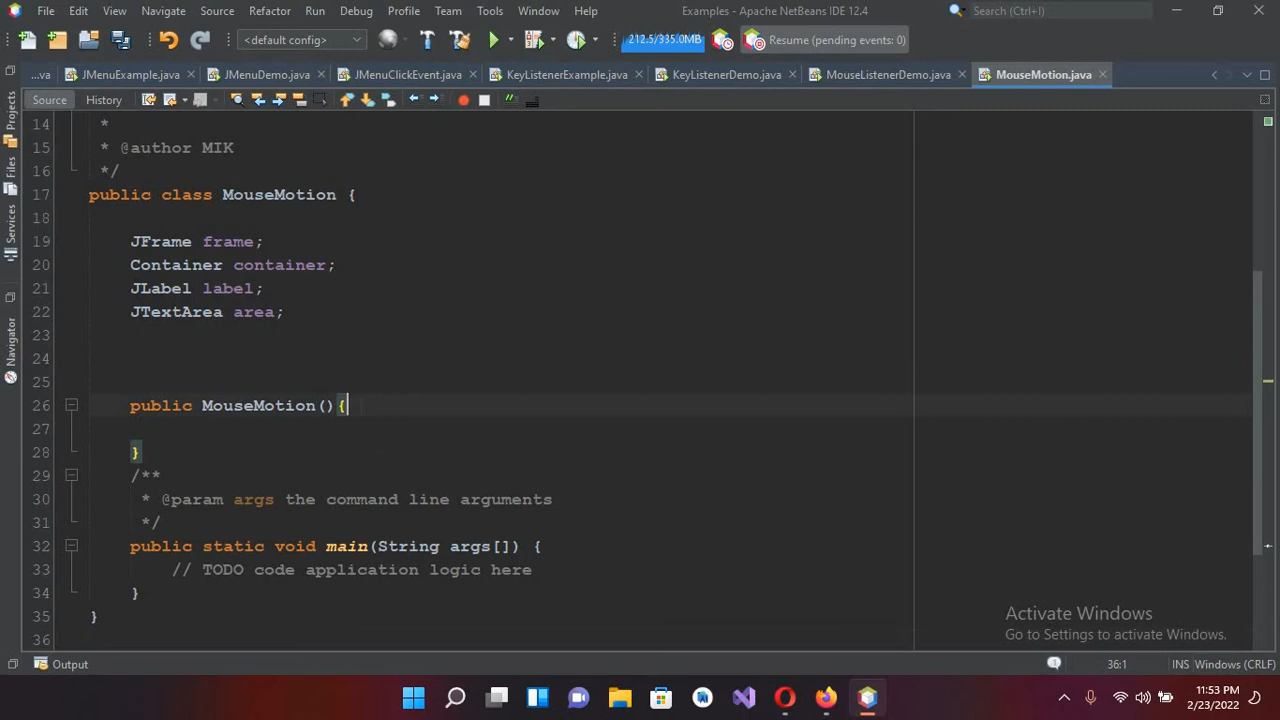 File Edit View Navigate Source Refactor Run Debug Profile Team Tools Window Help Examples - Apache NetBeans IDE 12.4 Search (Ctrl+I)
<default config> 212.5/335.0MB Resume (pending events: 0)
...va JMenuExample.java JMenuDemo.java JMenuClickEvent.java KeyListenerExample.java KeyListenerDemo.java MouseListenerDemo.java MouseMotion.java
Source History
Projects
Files
Services
Navigator
14 *
15 * @author MIK
16 */
17 public class MouseMotion {
18
19 JFrame frame;
20 Container container;
21 JLabel label;
22 JTextArea area;
23
24
25
26 public MouseMotion(){
27
28 }
29 /**
30 * @param args the command line arguments
31 */
32 public static void main(String args[]) {
33 // TODO code application logic here
34 }
35 }
36
Activate Windows
Go to Settings to activate Windows.
Output 36:1 INS Windows (CRLF)
11:53 PM
2/23/2022